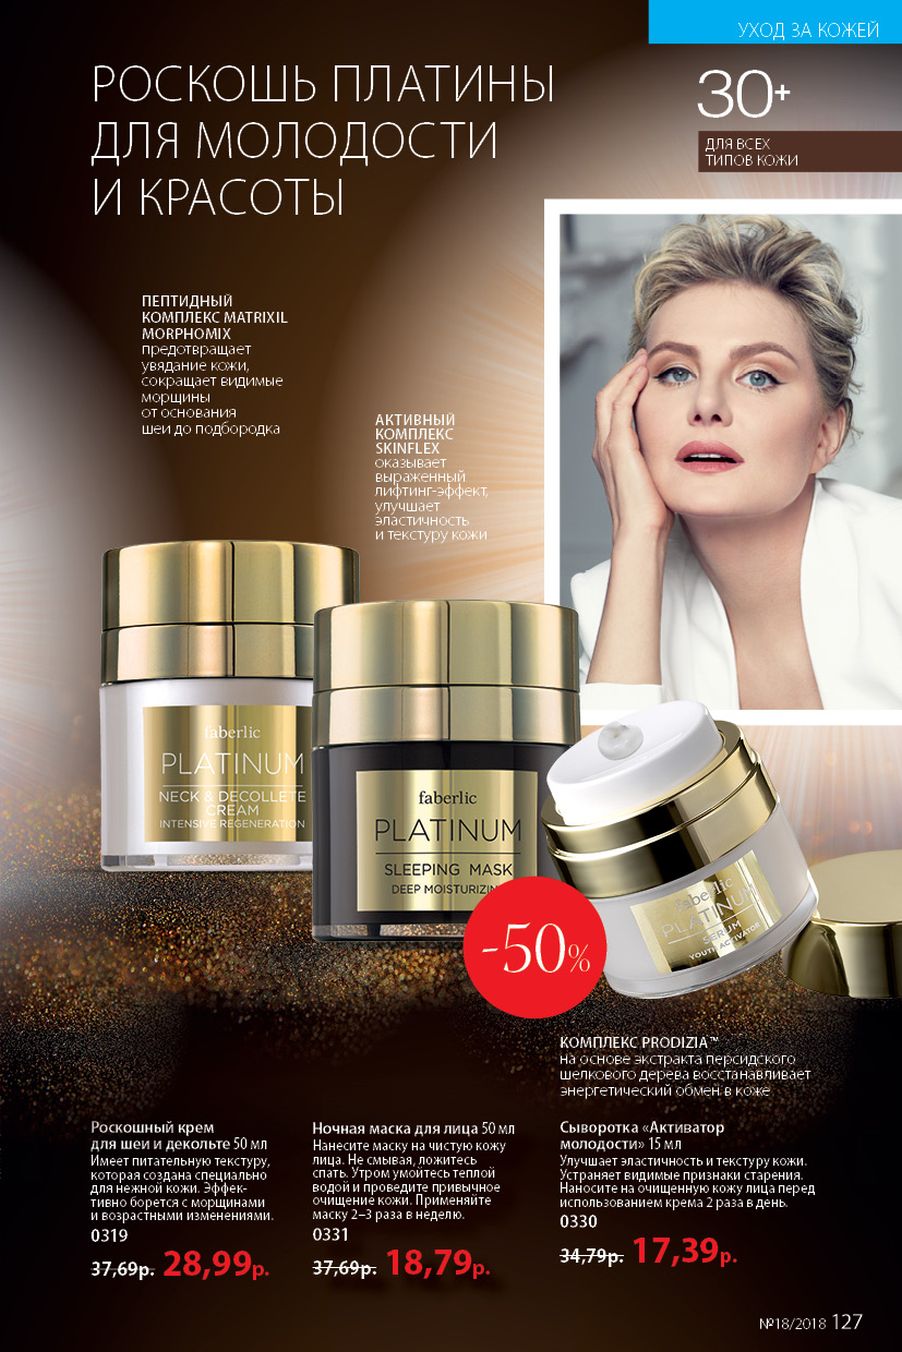 УХОД ЗА КОЖЕЙ
РОСКОШЬ ПЛАТИНЫ
ДЛЯ МОЛОДОСТИ
И КРАСОТЫ
30+
ДЛЯ ВСЕХ
ТИПОВ КОЖИ
ПЕПТИДНЫЙ
КОМПЛЕКС MATRIXIL
MORPHOMIX
предотвращает
увядание кожи,
сокращает видимые
морщины
от основания
шеи до подбородка
АКТИВНЫЙ
КОМПЛЕКС
SKINFLEX
оказывает
выраженный
лифтинг-эффект,
улучшает
эластичность
и текстуру кожи
faberlic
PLATINUM
NECK & DECOLLETE
CREAM
INTENSIVE REGENERATION
faberlic
PLATINUM
SLEEPING MASK
DEEP MOISTURIZIN
faberlic
PLATINUM
SERUM
YOUTH ACTIVATOR
-50%
КОМПЛЕКС PRODIZIA™
на основе экстракта персидского
шелкового дерева восстанавливает
энергетический обмен в коже
Роскошный крем
для шеи и декольте 50 мл
Имеет питательную текстуру,
которая создана специально
для нежной кожи. Эффек-
тивно борется с морщинами
и возрастными изменениями.
0319
37,69р. 28,99р.
Ночная маска для лица 50 мл
Нанесите маску на чистую кожу
лица. Не смывая, ложитесь
спать. Утром умойтесь теплой
водой и проведите привычное
очищение кожи. Применяйте
маску 2–3 раза в неделю.
0331
37,69р. 18,79р.
Сыворотка «Активатор
молодости» 15 мл
Улучшает эластичность и текстуру кожи.
Устраняет видимые признаки старения.
Наносите на очищенную кожу лица перед
использованием крема 2 раза в день.
0330
34,79р. 17,39р.
№18/2018 127